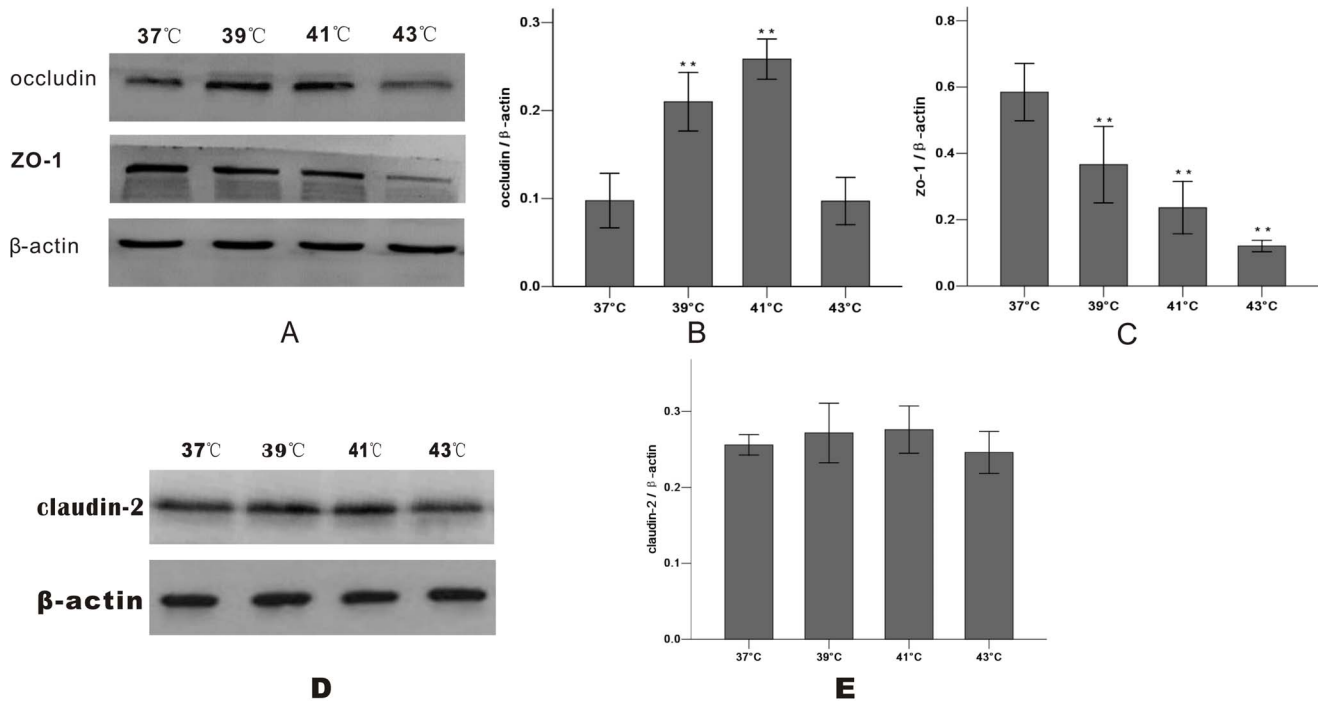 37℃ 39℃ 41℃ 43℃
occludin
ZO-1
β-actin
A
occludin / β-actin
0.3
0.2
0.1
0.0
**
**
37°C 39°C 41°C 43°C
B
zo-1 / β-actin
0.8
0.6
0.4
0.2
0.0
**
**
**
37°C 39°C 41°C 43°C
C
37℃ 39℃ 41℃ 43℃
claudin-2
β-actin
D
claudin-2 / β-actin
0.3
0.2
0.1
0.0
37°C 39°C 41°C 43°C
E